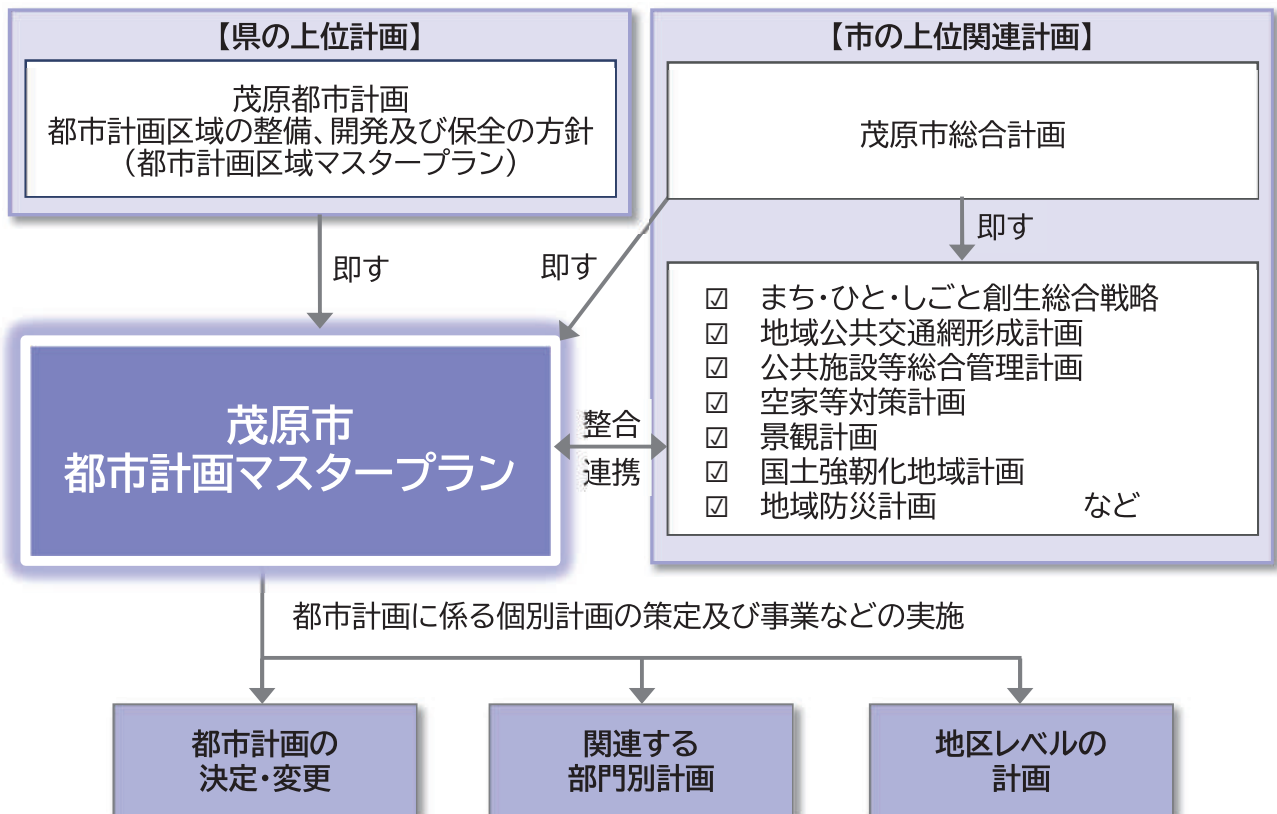 【県の上位計画】
茂原都市計画
都市計画区域の整備、開発及び保全の方針
（都市計画区域マスタープラン）
【市の上位関連計画】
茂原市総合計画
即す
即す
即す
☑ まち・ひと・しごと創生総合戦略
☑ 地域公共交通網形成計画
☑ 公共施設等総合管理計画
☑ 空家等対策計画
☑ 景観計画
☑ 国土強靭化地域計画
☑ 地域防災計画 など
茂原市
都市計画マスタープラン
整合
連携
都市計画に係る個別計画の策定及び事業などの実施
都市計画の
決定・変更
関連する
部門別計画
地区レベルの
計画